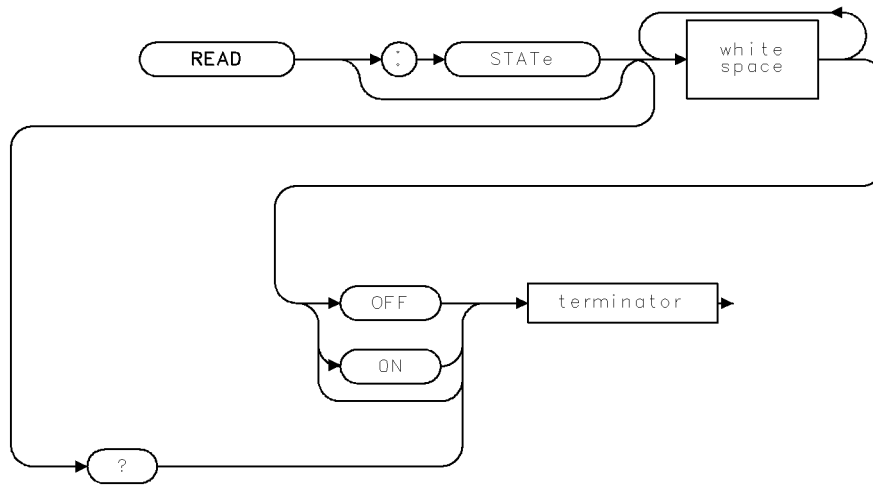 READ
:
STATe
white
space
OFF
terminator
ON
?